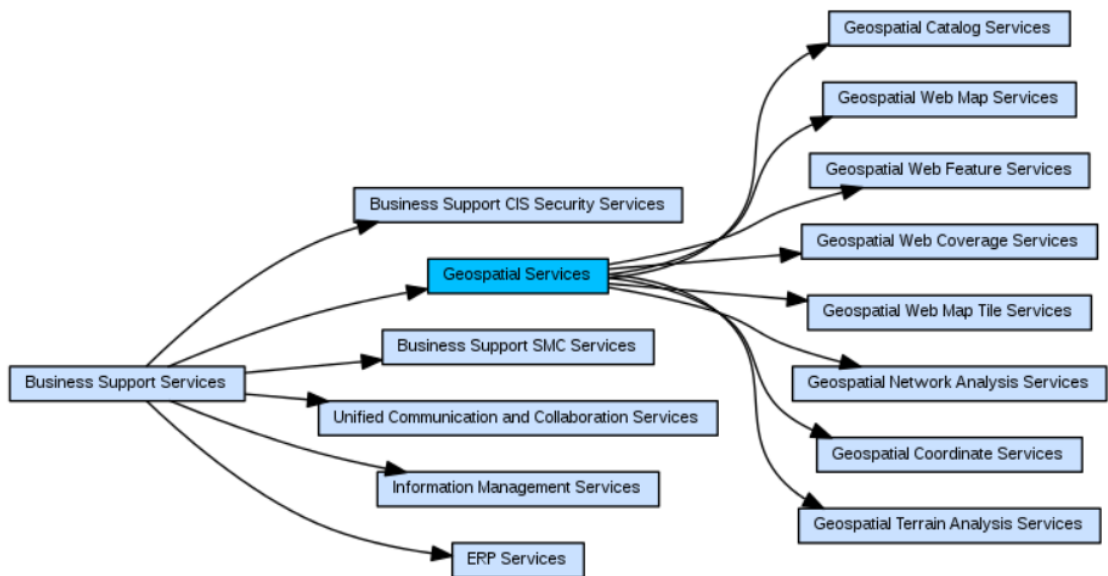 Geospatial Catalog Services
Geospatial Web Map Services
Geospatial Web Feature Services
Business Support CIS Security Services
Geospatial Web Coverage Services
Geospatial Services
Geospatial Web Map Tile Services
Business Support SMC Services
Business Support Services
Geospatial Network Analysis Services
Unified Communication and Collaboration Services
Geospatial Coordinate Services
Information Management Services
Geospatial Terrain Analysis Services
ERP Services